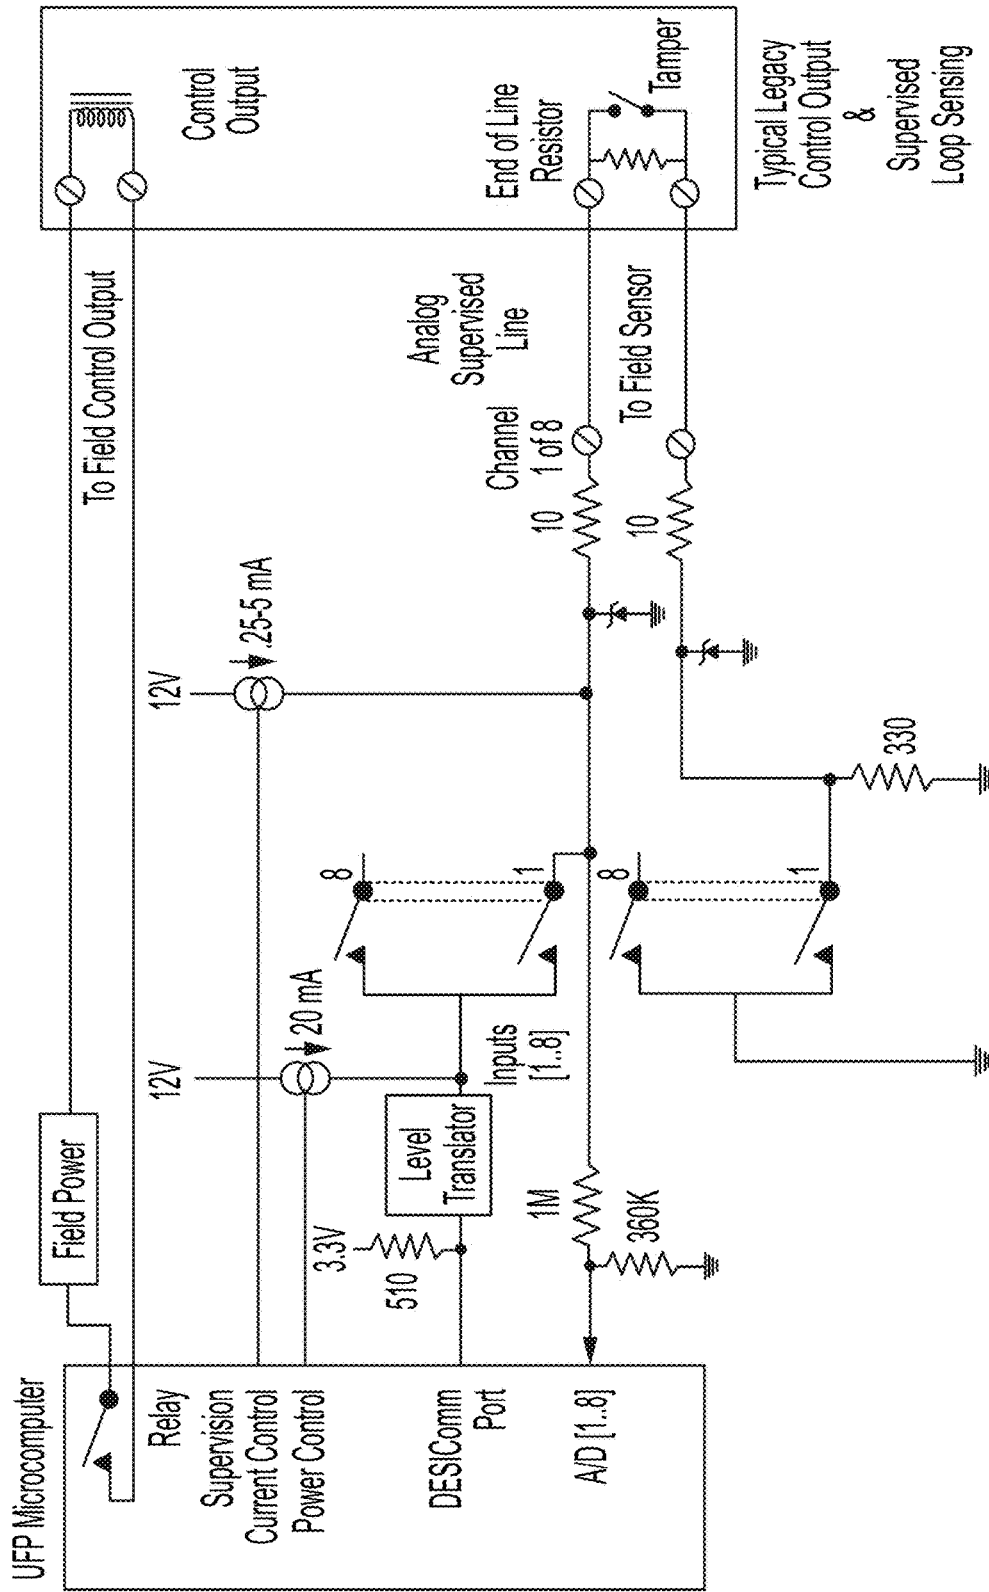 UFP Microcomputer
Relay
Supervision
Current Control
Power Control
DESIComm
Port
A/D [1..8]
Field Power
3.3V
510
Level
Translator
1M
360K
12V
20 mA
Inputs
[1..8]
8
1
8
1
12V
.25-5 mA
330
10
10
Channel
1 of 8
Analog
Supervised
Line
To Field Control Output
To Field Sensor
Control
Output
End of Line
Resistor
Tamper
Typical Legacy
Control Output
&
Supervised
Loop Sensing